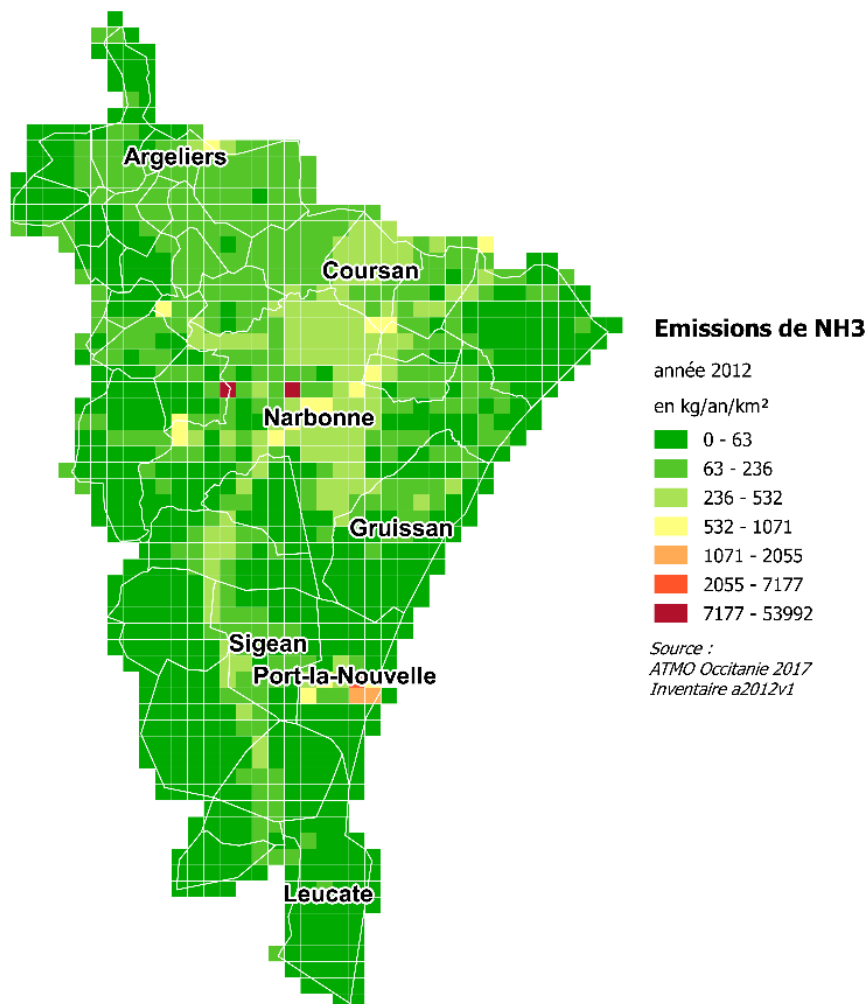 Argeliers
Coursan
Narbonne
Gruissan
Sigean
Port-la-Nouvelle
Leucate
Emissions de NH3
année 2012
en kg/an/km²
0 - 63
63 - 236
236 - 532
532 - 1071
1071 - 2055
2055 - 7177
7177 - 53992
Source :
ATMO Occitanie 2017
Inventaire a2012v1